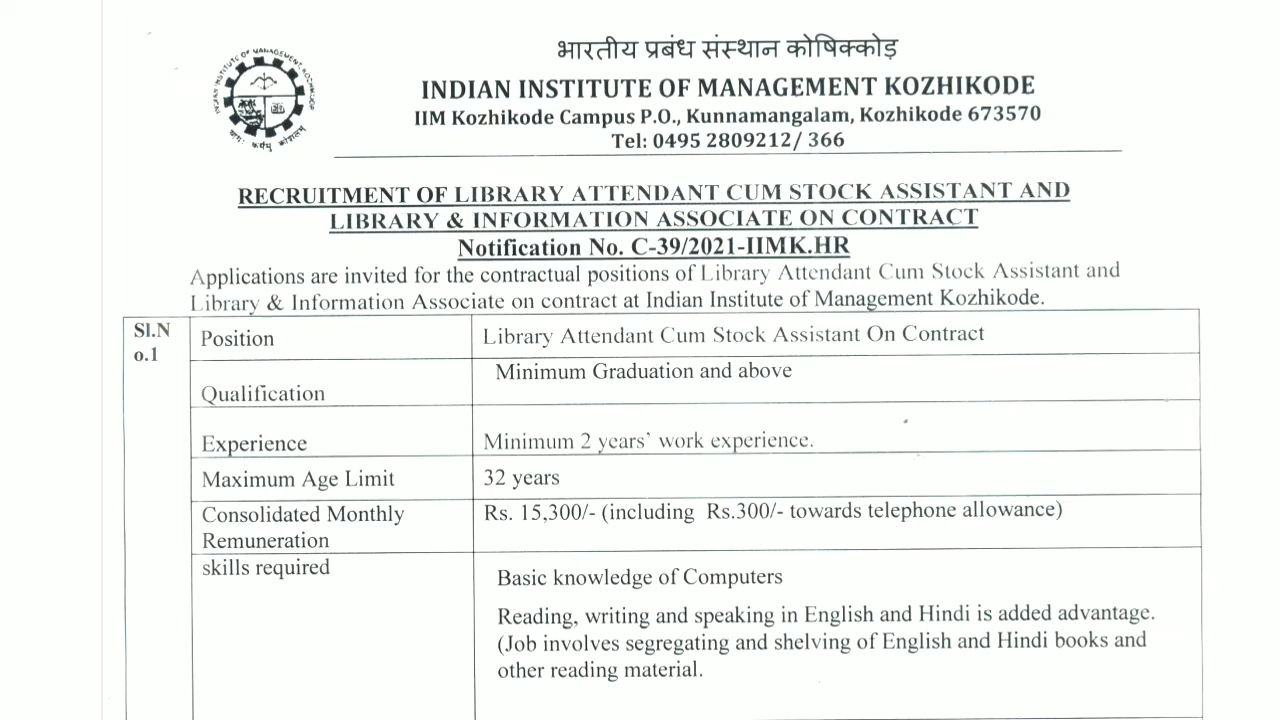 भारतीय प्रबंध संस्थान कोषिक्कोड़
INDIAN INSTITUTE OF MANAGEMENT KOZHIKODE
IIM Kozhikode Campus P.O., Kunnamangalam, Kozhikode 673570
Tel: 0495 2809212/ 366
INDIAN INSTITUTE OF MANAGEMENT, KOZHIKODE
RECRUITMENT OF LIBRARY ATTENDANT CUM STOCK ASSISTANT AND
LIBRARY & INFORMATION ASSOCIATE ON CONTRACT
Notification No. C-39/2021-IIMK.HR
Applications are invited for the contractual positions of Library Attendant Cum Stock Assistant and
Library & Information Associate on contract at Indian Institute of Management Kozhikode.
Sl.N
o.1
Position
Library Attendant Cum Stock Assistant On Contract
Qualification
Minimum Graduation and above
Experience
Minimum 2 years’ work experience.
Maximum Age Limit
32 years
Consolidated Monthly
Remuneration
Rs. 15,300/- (including Rs.300/- towards telephone allowance)
skills required
Basic knowledge of Computers
Reading, writing and speaking in English and Hindi is added advantage.
(Job involves segregating and shelving of English and Hindi books and
other reading material.